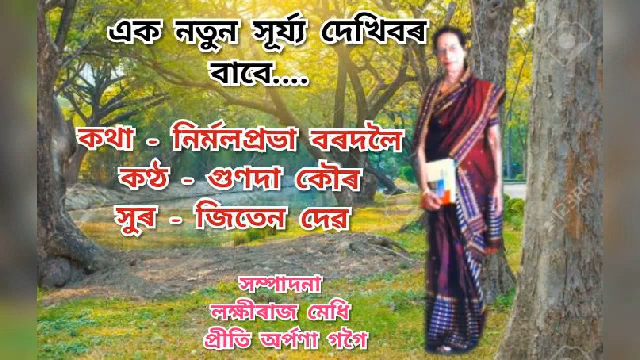 এক নতুন সূৰ্য্য দেখিবৰ
বাবে....
কথা - নিৰ্মলপ্ৰভা বৰদলৈ
কণ্ঠ - গুণদা কৌৰ
সুৰ - জিতেন দেৱ
সম্পাদনা
লক্ষীৰাজ মেধি
প্ৰীতি অৰ্পণা গগৈ